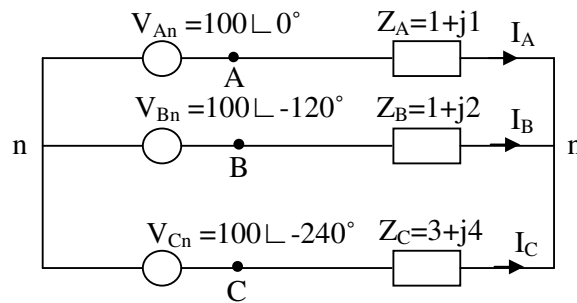 V_An =100∟0° Z_A=1+j1 I_A
A
V_Bn =100∟-120° Z_B=1+j2 I_B
n B n
V_Cn =100∟-240° Z_C=3+j4 I_C
C